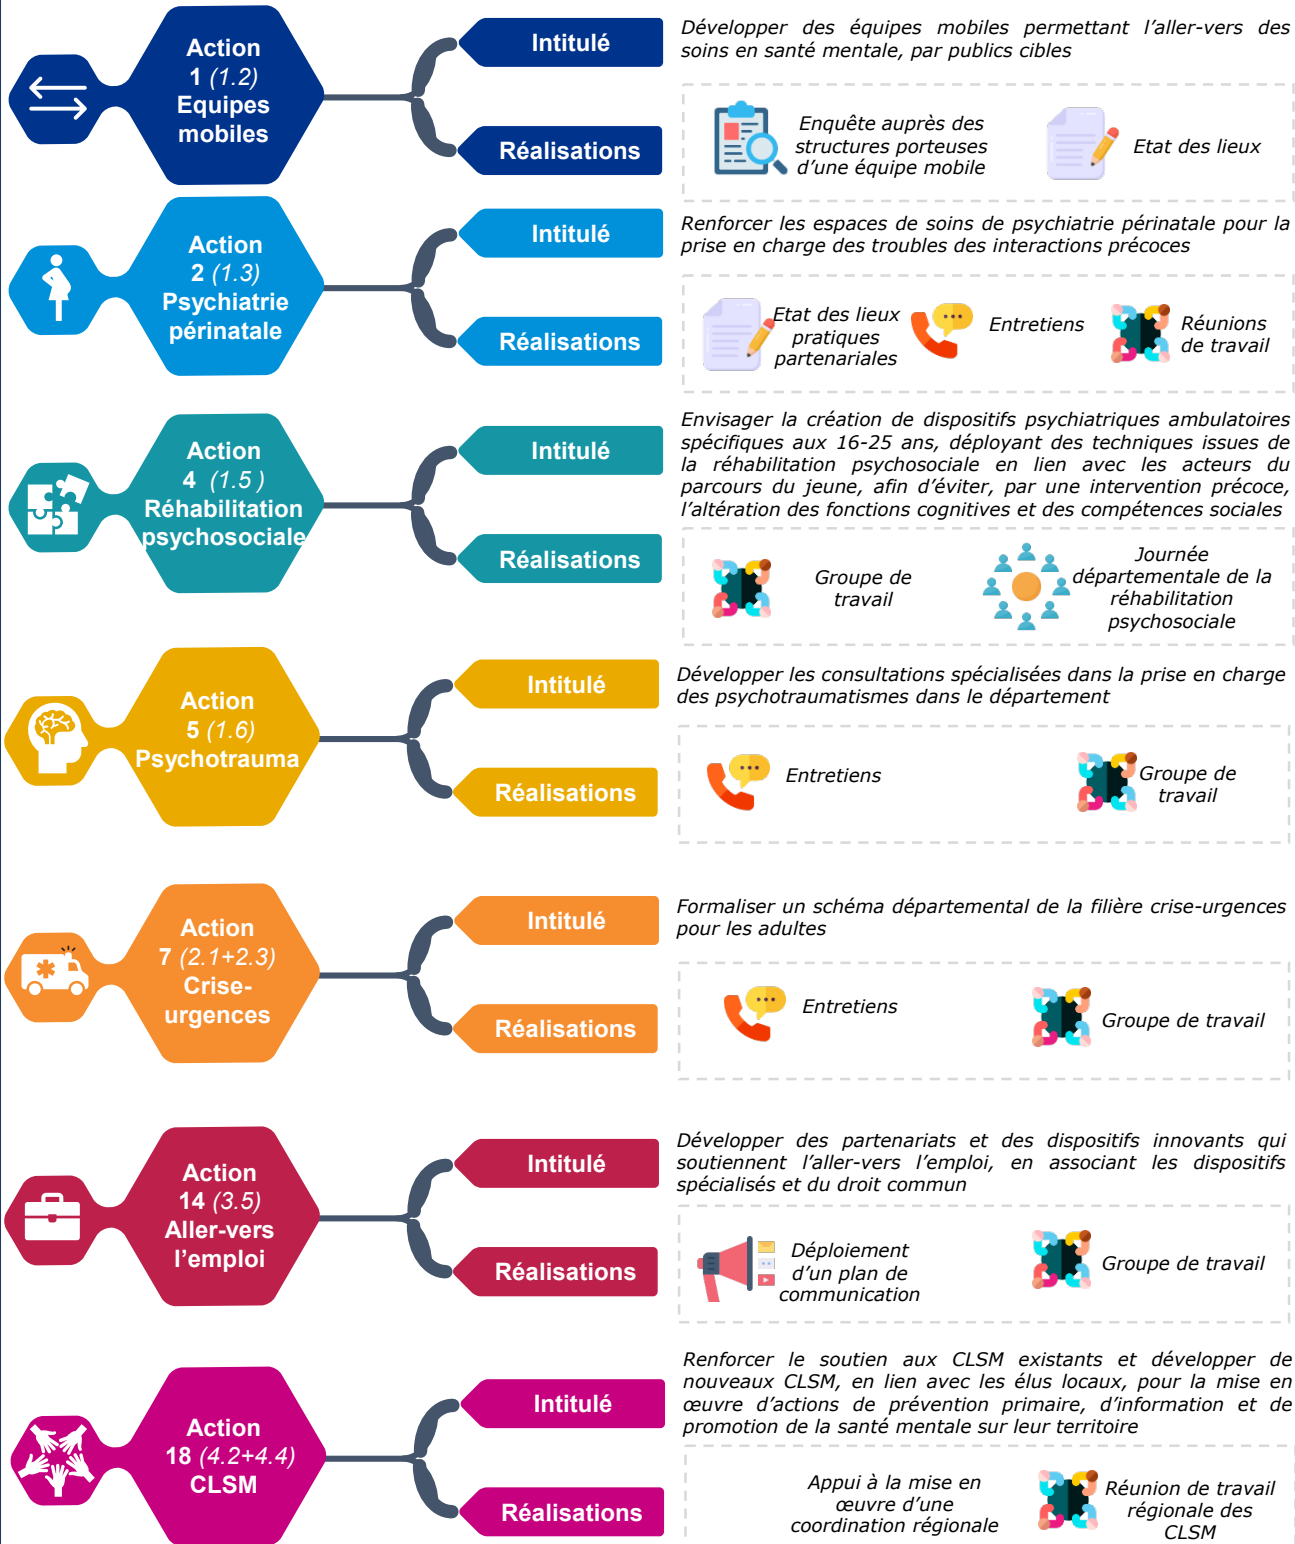 Action
1 (1.2)
Equipes
mobiles
Intitulé
Développer des équipes mobiles permettant l’aller-vers des
soins en santé mentale, par publics cibles
Réalisations
Enquête auprès des
structures porteuses
d’une équipe mobile
Etat des lieux
Action
2 (1.3)
Psychiatrie
périnatale
Intitulé
Renforcer les espaces de soins de psychiatrie périnatale pour la
prise en charge des troubles des interactions précoces
Réalisations
Etat des lieux
pratiques
partenariales
Entretiens
Réunions
de travail
Action
4 (1.5 )
Réhabilitation
psychosociale
Intitulé
Envisager la création de dispositifs psychiatriques ambulatoires
spécifiques aux 16-25 ans, déployant des techniques issues de
la réhabilitation psychosociale en lien avec les acteurs du
parcours du jeune, afin d’éviter, par une intervention précoce,
l’altération des fonctions cognitives et des compétences sociales
Réalisations
Groupe de
travail
Journée
départementale de la
réhabilitation
psychosociale
Action
5 (1.6)
Psychotrauma
Intitulé
Développer les consultations spécialisées dans la prise en charge
des psychotraumatismes dans le département
Réalisations
Entretiens
Groupe de
travail
Action
7 (2.1+2.3)
Crise-
urgences
Intitulé
Formaliser un schéma départemental de la filière crise-urgences
pour les adultes
Réalisations
Entretiens
Groupe de travail
Action
14 (3.5)
Aller-vers
l’emploi
Intitulé
Développer des partenariats et des dispositifs innovants qui
soutiennent l’aller-vers l’emploi, en associant les dispositifs
spécialisés et du droit commun
Réalisations
Déploiement
d’un plan de
communication
Groupe de travail
Action
18 (4.2+4.4)
CLSM
Intitulé
Renforcer le soutien aux CLSM existants et développer de
nouveaux CLSM, en lien avec les élus locaux, pour la mise en
œuvre d’actions de prévention primaire, d’information et de
promotion de la santé mentale sur leur territoire
Réalisations
Appui à la mise en
œuvre d’une
coordination régionale
Réunion de travail
régionale des
CLSM